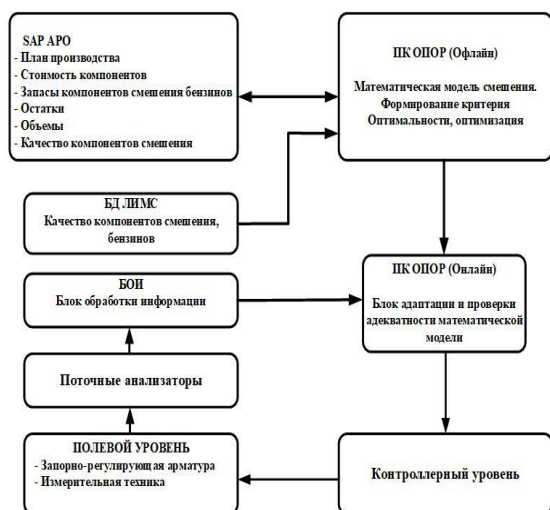 SAP APO
- План производства
- Стоимость компонентов
- Запасы компонентов смешения бензинов
- Остатки
- Объемы
- Качество компонентов смешения
ПК ОПОР (Офлайн)
Математическая модель смешения.
Формирование критерия
Оптимальности, оптимизация
БД ЛИМС
Качество компонентов смешения,
бензинов
БОИ
Блок обработки информации
ПК ОПОР (Онлайн)
Блок адаптации и проверки
адекватности математической
модели
Поточные анализаторы
ПОЛЕВОЙ УРОВЕНЬ
- Запорно-регулирующая арматура
- Измерительная техника
Контроллерный уровень